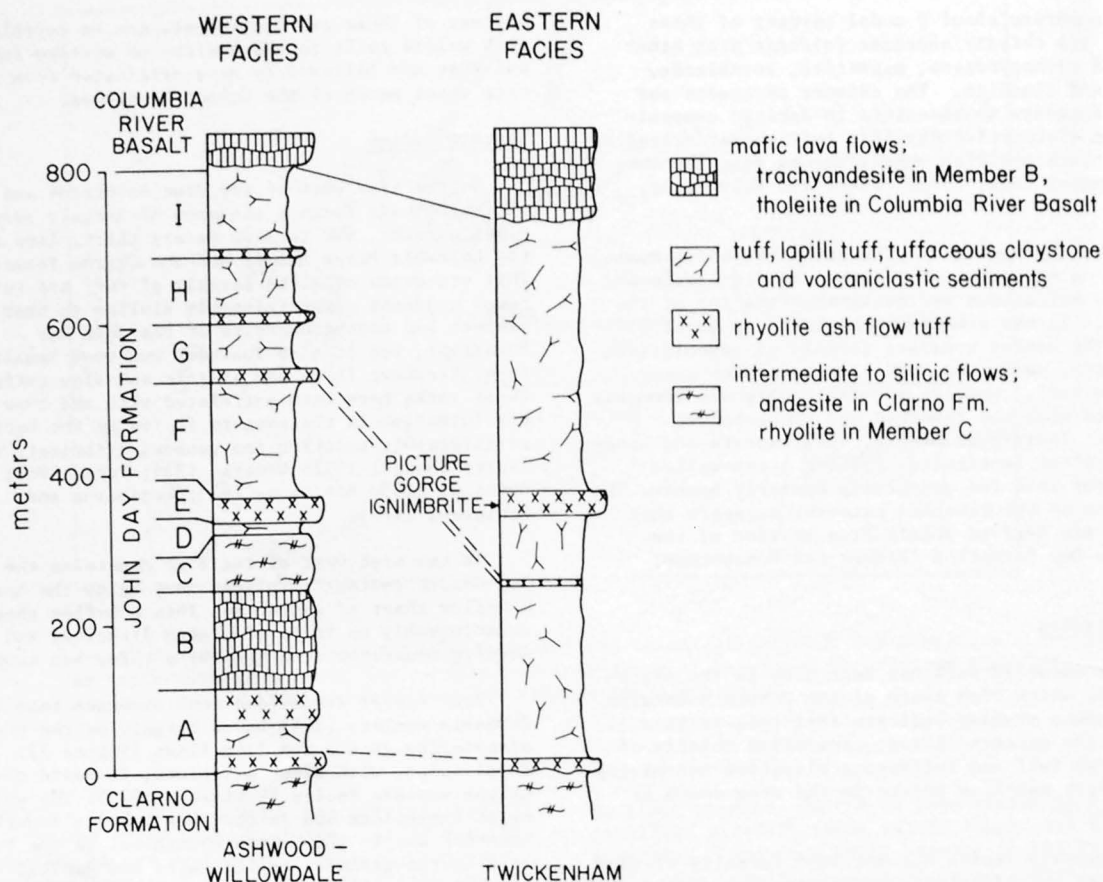 WESTERN
FACIES
EASTERN
FACIES
COLUMBIA
RIVER
BASALT
800
600
400
200
0
meters
JOHN DAY FORMATION
H
G
F
E
D
C
B
A
CLARNO
FORMATION
PICTURE
GORGE
IGNIMBRITE
ASHWOOD –
WILLOWDALE
TWICKENHAM
mafic lava flows;
trachyandesite in Member B,
tholeiite in Columbia River Basalt
tuff, lapilli tuff, tuffaceous claystone
and volcaniclastic sediments
rhyolite ash flow tuff
intermediate to silicic flows;
andesite in Clarno Fm.
rhyolite in Member C